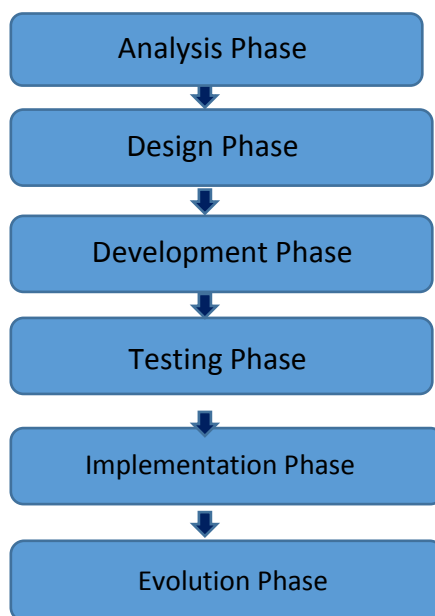 Analysis Phase
Design Phase
Development Phase
Testing Phase
Implementation Phase
Evolution Phase